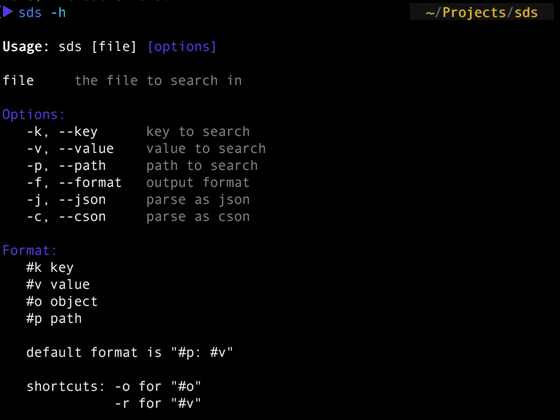 sds -h ~/Projects/sds
Usage: sds [file] [options]
file the file to search in
Options:
-k, --key key to search
-v, --value value to search
-p, --path path to search
-f, --format output format
-j, --json parse as json
-c, --cson parse as cson
Format:
#k key
#v value
#o object
#p path
default format is "#p: #v"
shortcuts: -o for "#o"
-r for "#v"